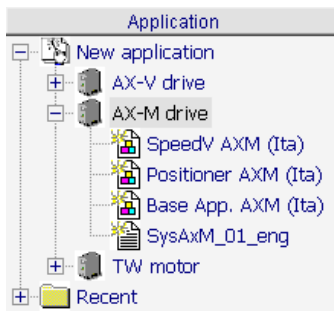 Application
New application
AX-V drive
AX-M drive
SpeedV AXM (Ita)
Positioner AXM (Ita)
Base App. AXM (Ita)
SysAxM_01_eng
TW motor
Recent